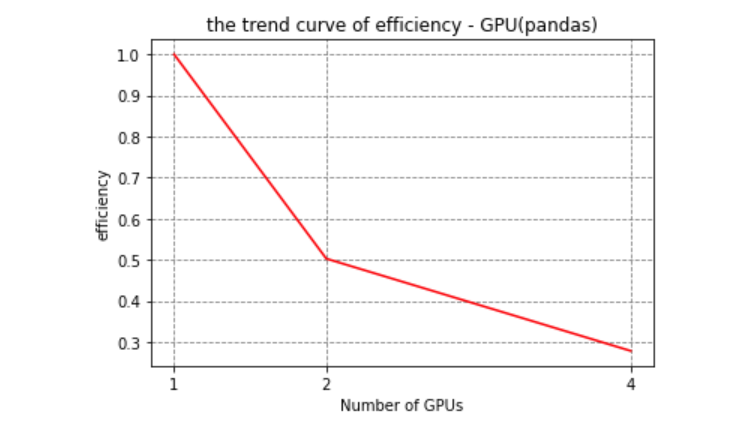 the trend curve of efficiency - GPU(pandas)
1.0
0.9
0.8
0.7
0.6
0.5
0.4
0.3
efficiency
1 2 4
Number of GPUs